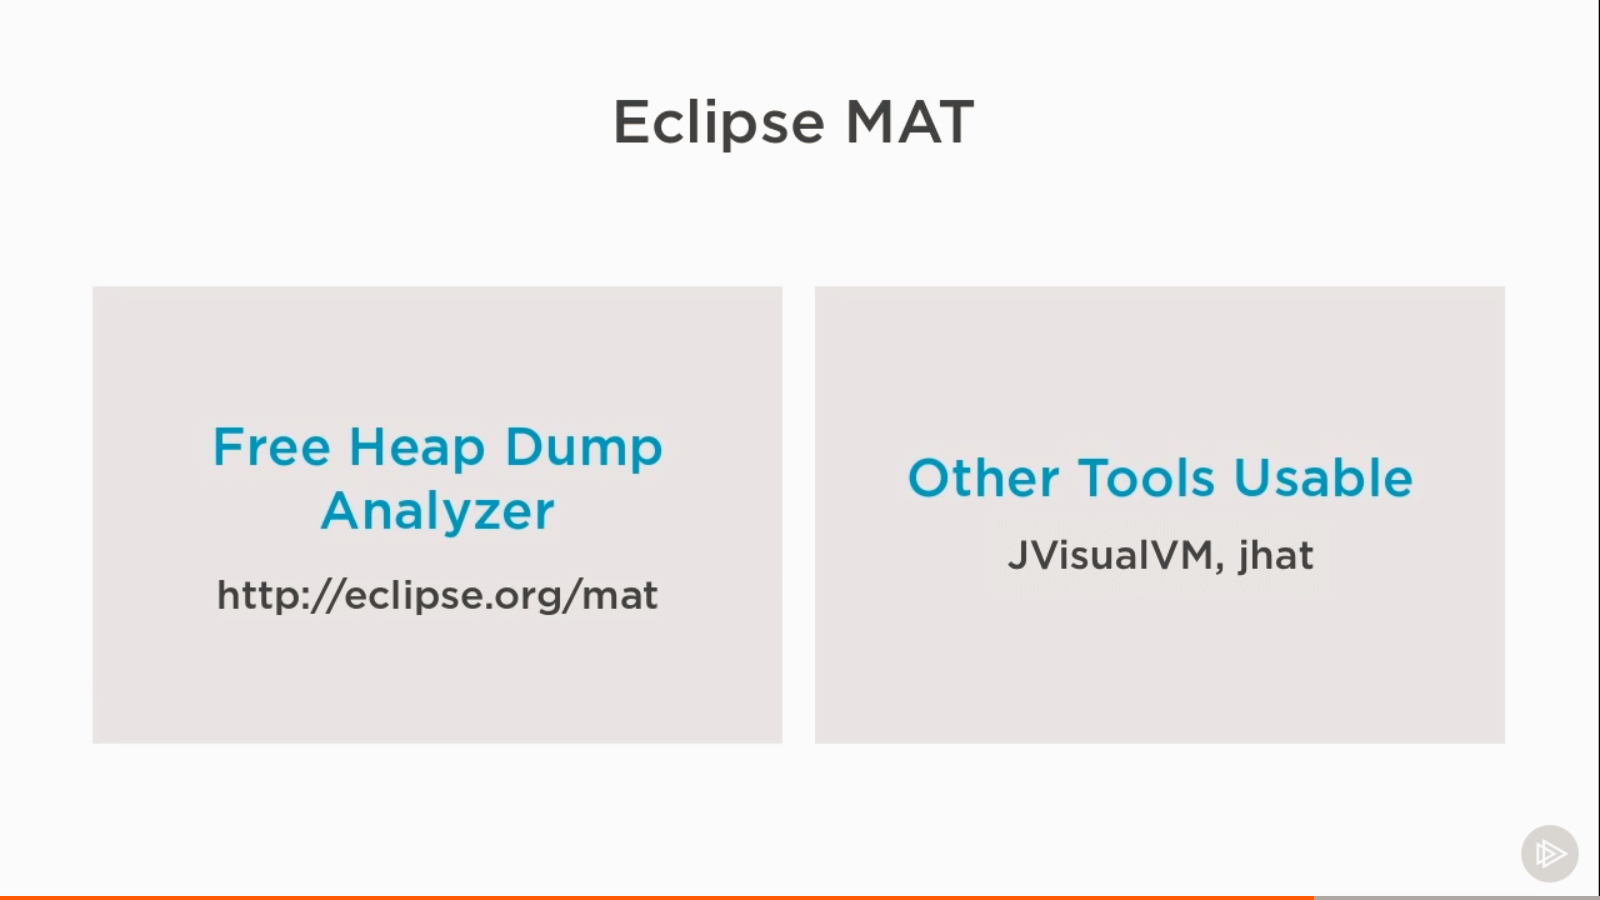 Eclipse MAT
Free Heap Dump
Analyzer
http://eclipse.org/mat
Other Tools Usable
JVisualVM, jhat